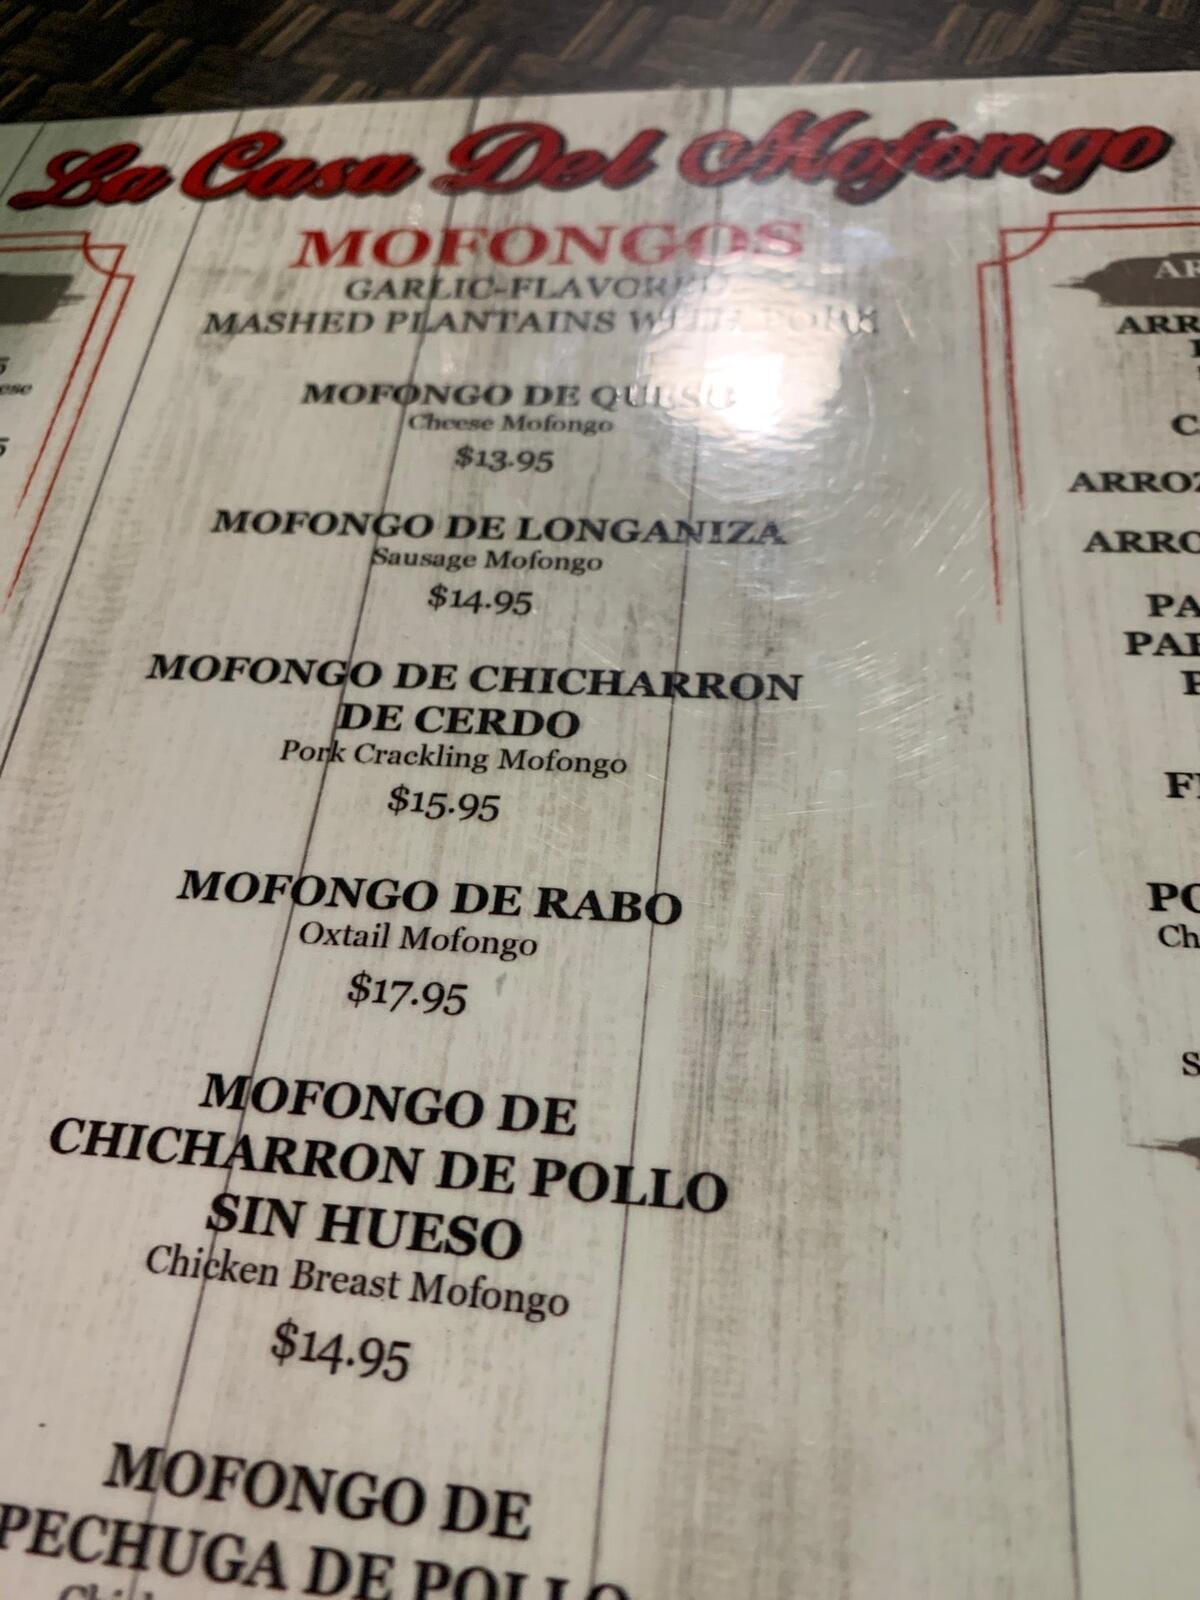 La Casa Del Mofongo
MOFONGOS
GARLIC-FLAVORED
MASHED PLANTAINS WITH PORK
MOFONGO DE QUESO
Cheese Mofongo
$13.95
MOFONGO DE LONGANIZA
Sausage Mofongo
$14.95
MOFONGO DE CHICHARRON
DE CERDO
Pork Crackling Mofongo
$15.95
MOFONGO DE RABO
Oxtail Mofongo
$17.95
MOFONGO DE
CHICHARRON DE POLLO
SIN HUESO
Chicken Breast Mofongo
$14.95
MOFONGO DE
PECHUGA DE POLLO